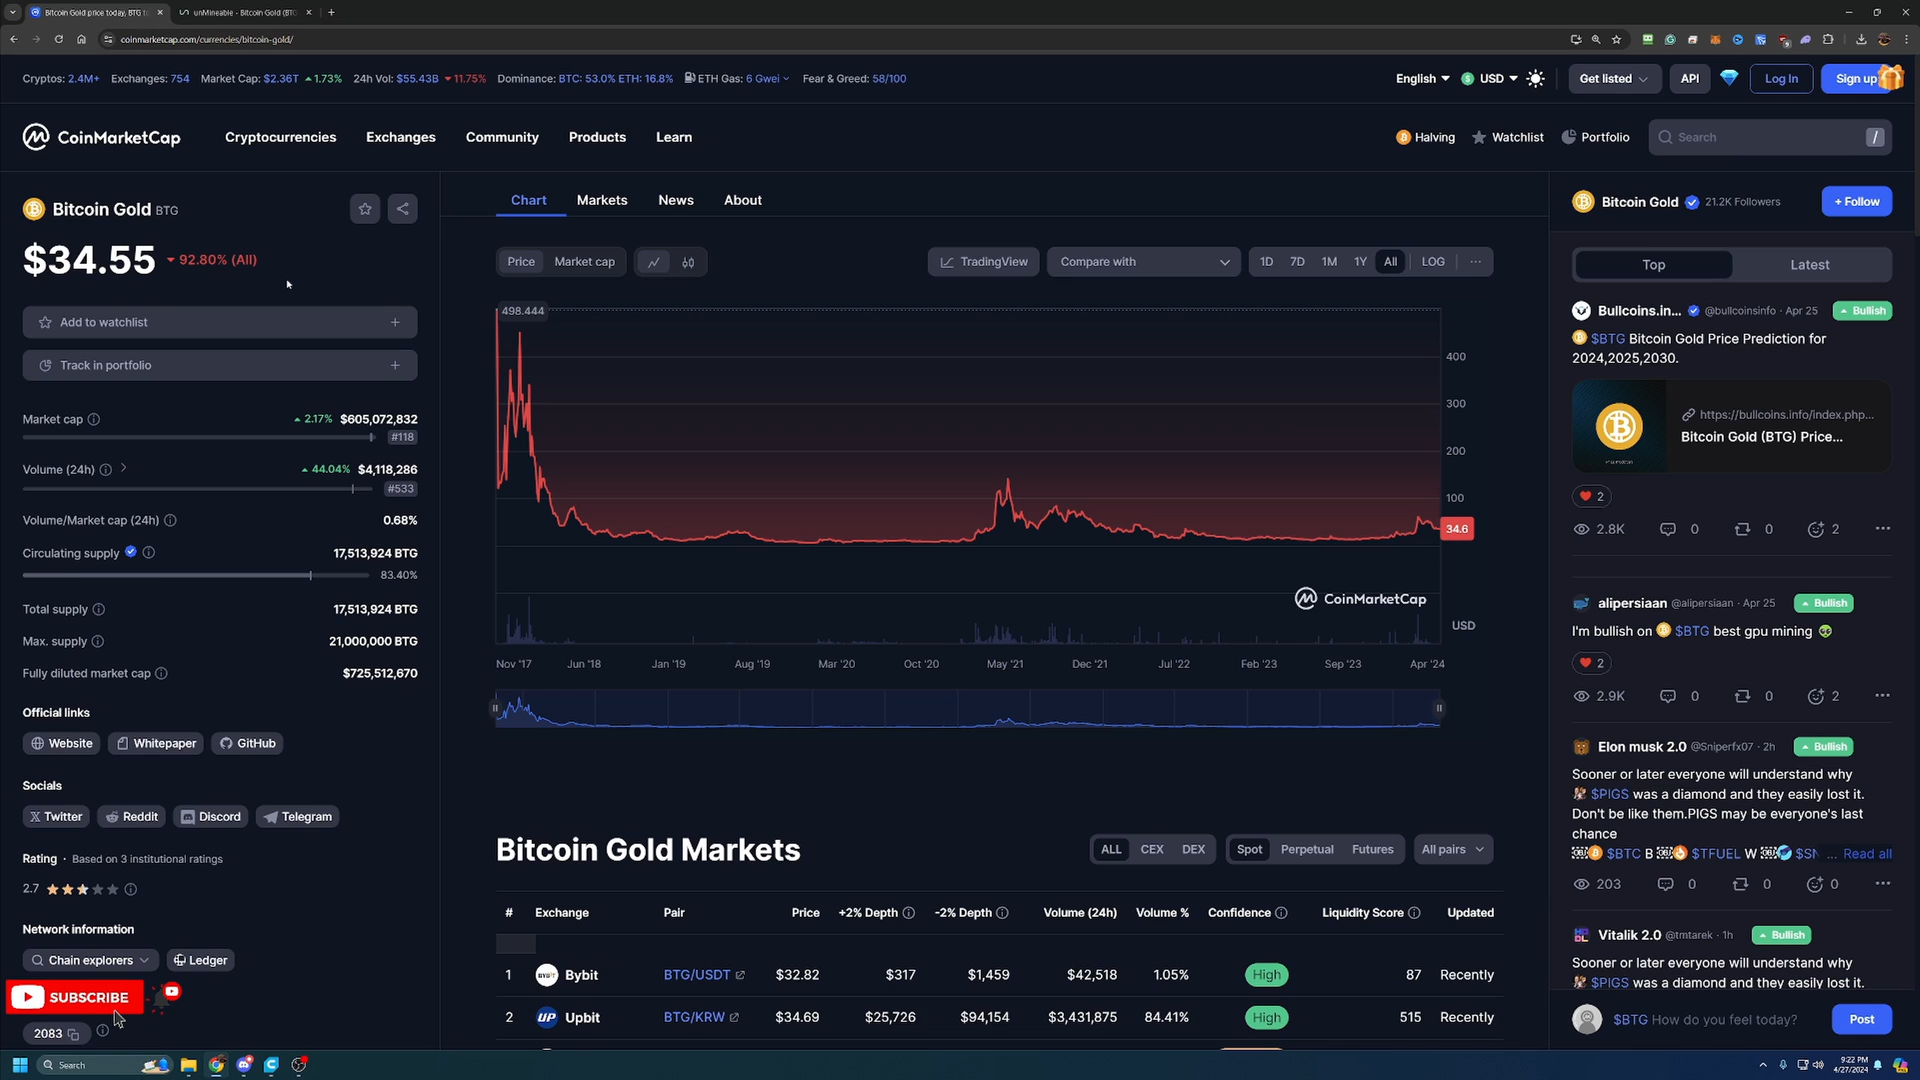 Bitcoin Gold price today, BTG to
unMineable - Bitcoin Gold (BTG
coinmarketcap.com/currencies/bitcoin-gold/
Cryptos: 2.4M+ Exchanges: 754 Market Cap: $2.36T 1.73% 24h Vol: $55.43B 11.75% Dominance: BTC: 53.0% ETH: 16.8% ETH Gas: 6 Gwei Fear & Greed: 58/100
English USD Get listed API Log In Sign up
CoinMarketCap Cryptocurrencies Exchanges Community Products Learn
Halving Watchlist Portfolio Search /
Bitcoin Gold BTG
$34.55 92.80% (All)
Add to watchlist +
Track in portfolio +
Market cap 2.17% $605,072,832
#118
Volume (24h) 44.04% $4,118,286
#533
Volume/Market cap (24h) 0.68%
Circulating supply 17,513,924 BTG
83.40%
Total supply 17,513,924 BTG
Max. supply 21,000,000 BTG
Fully diluted market cap $725,512,670
Official links
Website Whitepaper GitHub
Socials
Twitter Reddit Discord Telegram
Rating · Based on 3 institutional ratings
2.7
Network information
Chain explorers Ledger
SUBSCRIBE
2083
Chart Markets News About
Price Market cap TradingView Compare with 1D 7D 1M 1Y All LOG ...
498.444
400
300
200
100
34.6
CoinMarketCap
USD
Nov '17 Jun '18 Jan '19 Aug '19 Mar '20 Oct '20 May '21 Dec '21 Jul '22 Feb '23 Sep '23 Apr '24
Bitcoin Gold Markets ALL CEX DEX Spot Perpetual Futures All pairs
# Exchange Pair Price +2% Depth -2% Depth Volume (24h) Volume % Confidence Liquidity Score Updated
1 Bybit BTG/USDT $32.82 $317 $1,459 $42,518 1.05% High 87 Recently
2 Upbit BTG/KRW $34.69 $25,726 $94,154 $3,431,875 84.41% High 515 Recently
Bitcoin Gold 21.2K Followers + Follow
Top Latest
Bullcoins.in... @bullcoinsinfo · Apr 25 Bullish
$BTG Bitcoin Gold Price Prediction for
2024,2025,2030.
https://bullcoins.info/index.php...
Bitcoin Gold (BTG) Price...
2
2.8K 0 0 2 ...
alipersiaan @alipersiaan · Apr 25 Bullish
I'm bullish on $BTG best gpu mining
2
2.9K 0 0 2 ...
Elon musk 2.0 @Sniperfx07 · 2h Bullish
Sooner or later everyone will understand why
$PIGS was a diamond and they easily lost it.
Don't be like them.PIGS may be everyone's last
chance
$BTC B $TFUEL W $SN ... Read all
203 0 0 0 ...
Vitalik 2.0 @tmtarek · 1h Bullish
Sooner or later everyone will understand why
$PIGS was a diamond and they easily lost it.
$BTG How do you feel today? Post
Search
9:22 PM
4/27/2024